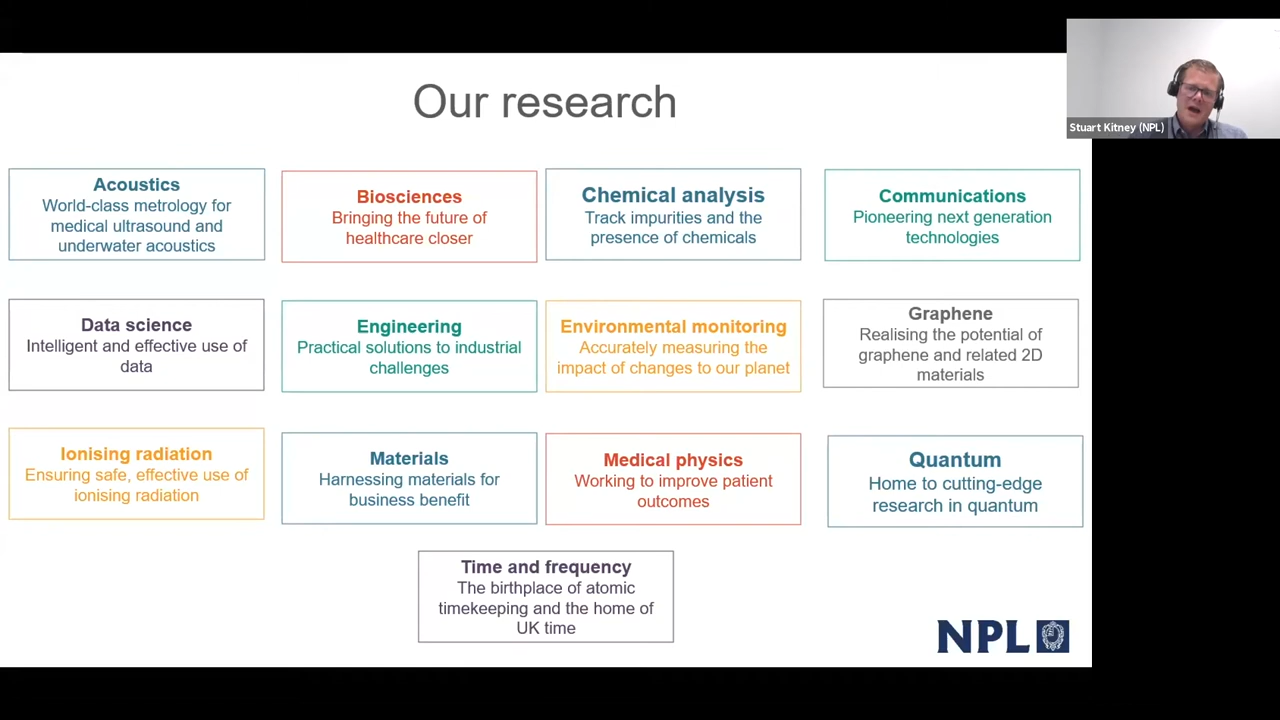 Our research
Stuart Kitney (NPL)
Acoustics
World-class metrology for
medical ultrasound and
underwater acoustics
Biosciences
Bringing the future of
healthcare closer
Chemical analysis
Track impurities and the
presence of chemicals
Communications
Pioneering next generation
technologies
Data science
Intelligent and effective use of
data
Engineering
Practical solutions to industrial
challenges
Environmental monitoring
Accurately measuring the
impact of changes to our planet
Graphene
Realising the potential of
graphene and related 2D
materials
Ionising radiation
Ensuring safe, effective use of
ionising radiation
Materials
Harnessing materials for
business benefit
Medical physics
Working to improve patient
outcomes
Quantum
Home to cutting-edge
research in quantum
Time and frequency
The birthplace of atomic
timekeeping and the home of
UK time
NPL